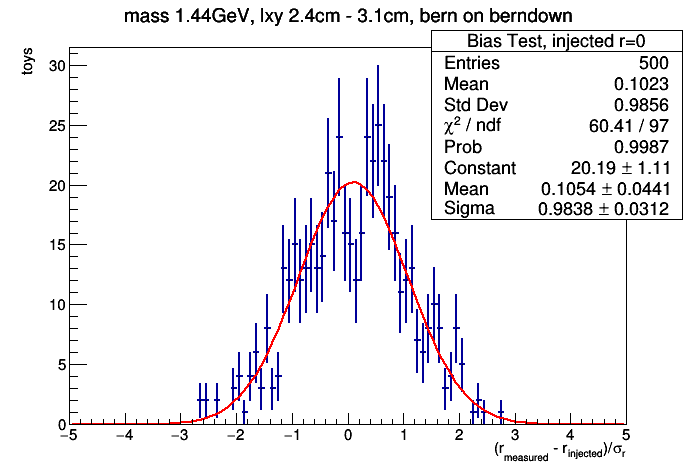 mass 1.44GeV, lxy 2.4cm - 3.1cm, bern on berndown
Bias Test, injected r=0
Entries 500
Mean 0.1023
Std Dev 0.9856
χ² / ndf 60.41 / 97
Prob 0.9987
Constant 20.19 ± 1.11
Mean 0.1054 ± 0.0441
Sigma 0.9838 ± 0.0312
toys
30
25
20
15
10
5
0
−5 −4 −3 −2 −1 0 1 2 3 4 5
(r_measured - r_injected)/σ_r